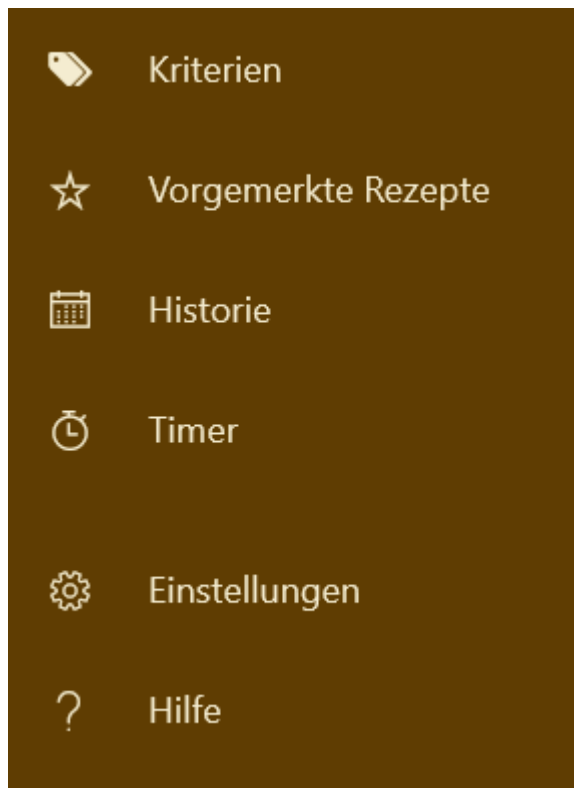 Kriterien
Vorgemerkte Rezepte
Historie
Timer
Einstellungen
Hilfe